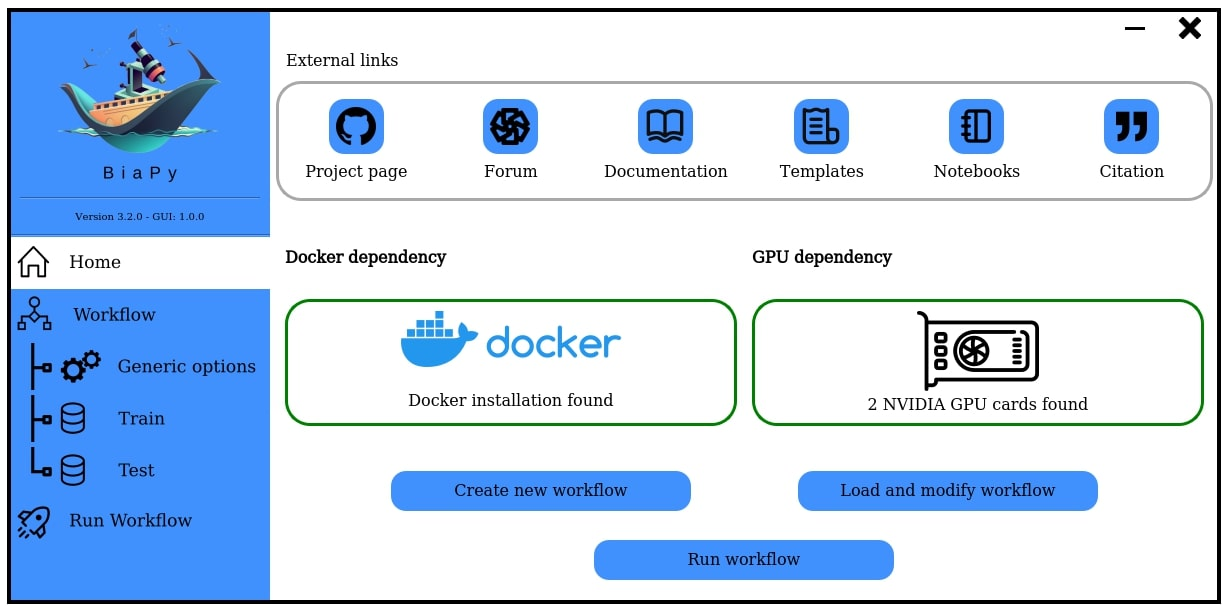 BiaPy
Version 3.2.0 - GUI: 1.0.0
Home
Workflow
Generic options
Train
Test
Run Workflow
External links
Project page
Forum
Documentation
Templates
Notebooks
Citation
Docker dependency
docker
Docker installation found
GPU dependency
2 NVIDIA GPU cards found
Create new workflow
Load and modify workflow
Run workflow